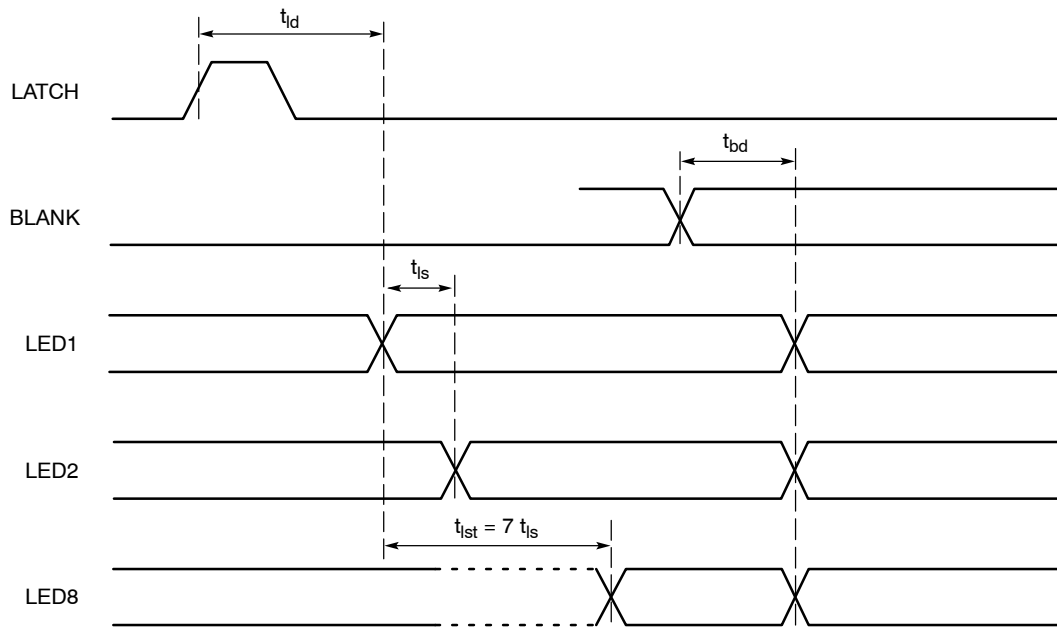 t_ld
LATCH
t_bd
BLANK
t_ls
LED1
LED2
t_lst = 7 t_ls
LED8